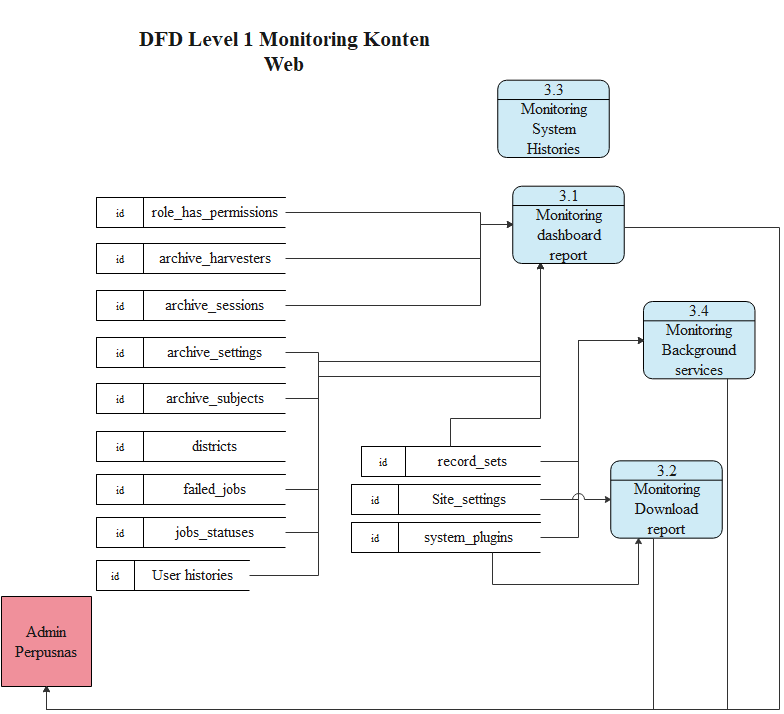 DFD Level 1 Monitoring Konten
Web
3.3
Monitoring
System
Histories
3.1
Monitoring
dashboard
report
id role_has_permissions
id archive_harvesters
id archive_sessions
id archive_settings
id archive_subjects
id districts
id failed_jobs
id jobs_statuses
id User histories
3.4
Monitoring
Background
services
id record_sets
id Site_settings
id system_plugins
3.2
Monitoring
Download
report
Admin
Perpusnas